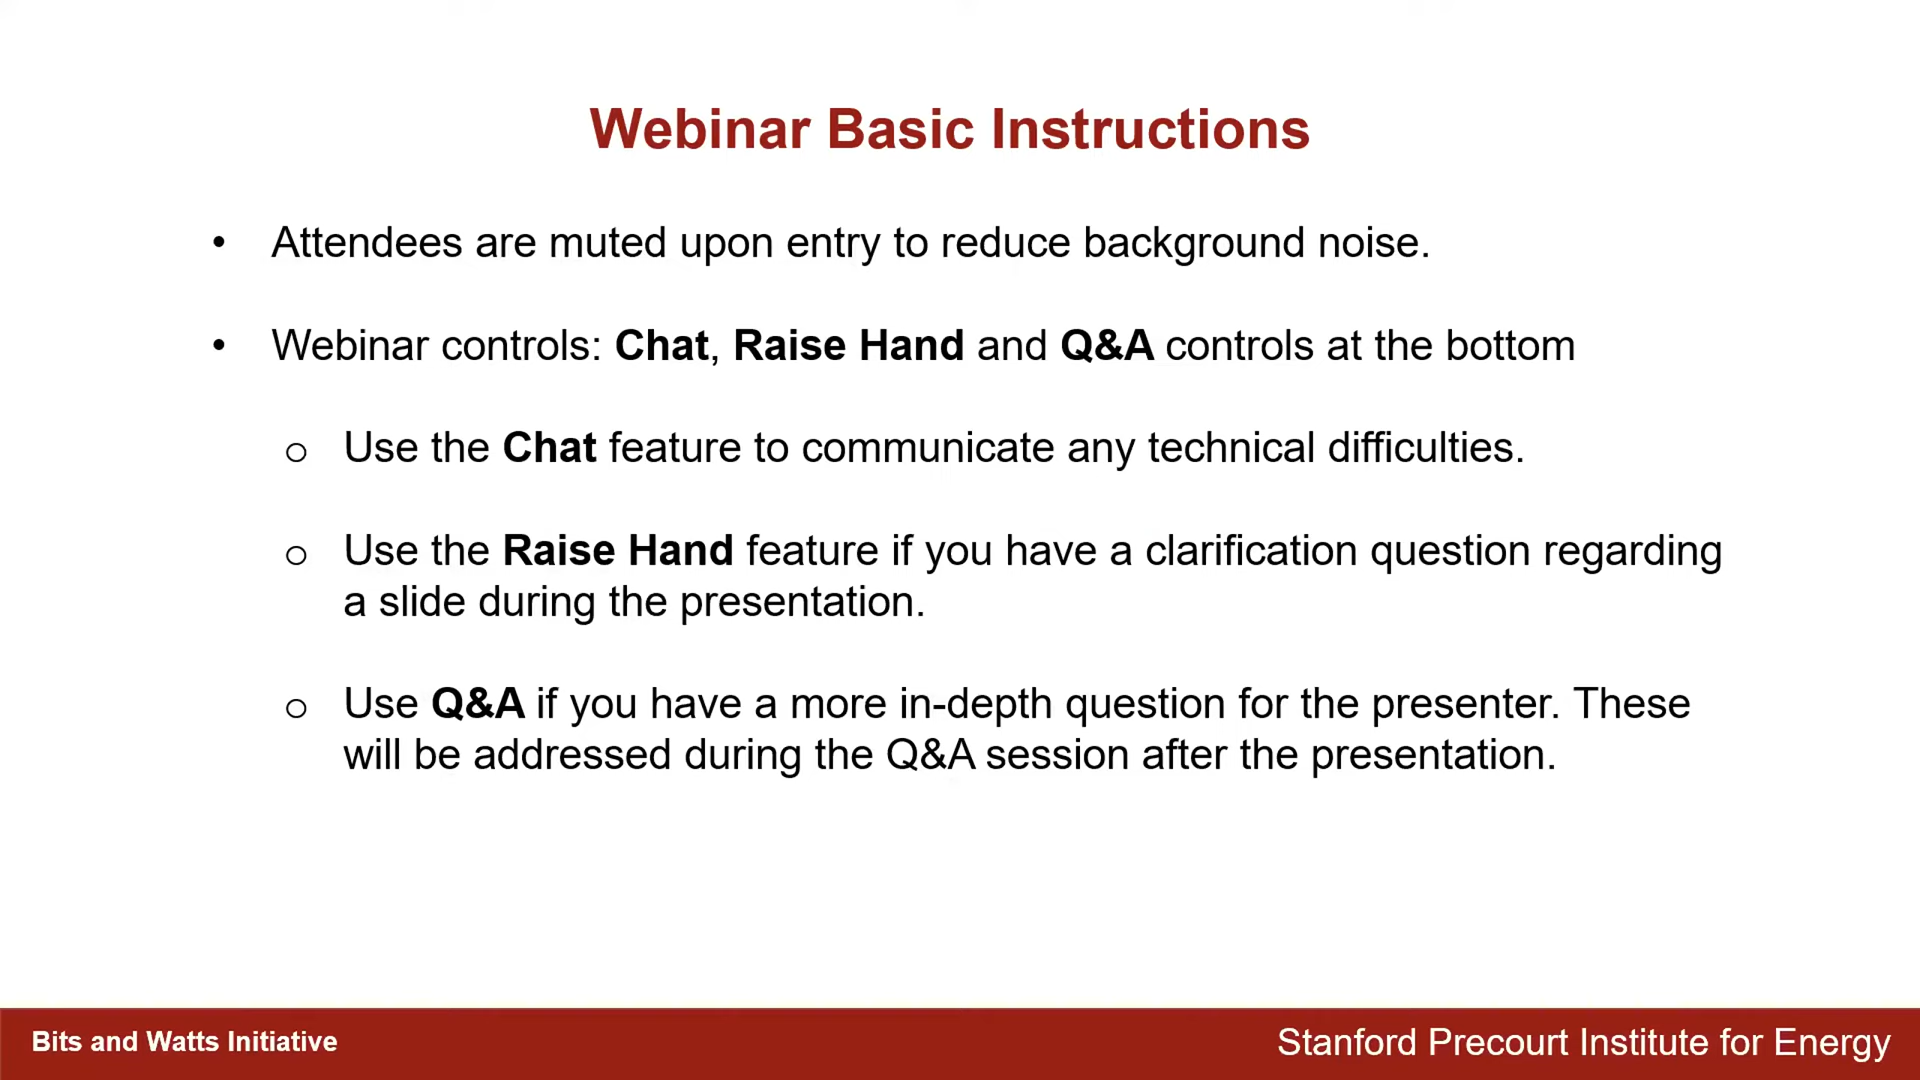 Webinar Basic Instructions
• Attendees are muted upon entry to reduce background noise.
• Webinar controls: Chat, Raise Hand and Q&A controls at the bottom
o Use the Chat feature to communicate any technical difficulties.
o Use the Raise Hand feature if you have a clarification question regarding
a slide during the presentation.
o Use Q&A if you have a more in-depth question for the presenter. These
will be addressed during the Q&A session after the presentation.
Bits and Watts Initiative
Stanford Precourt Institute for Energy